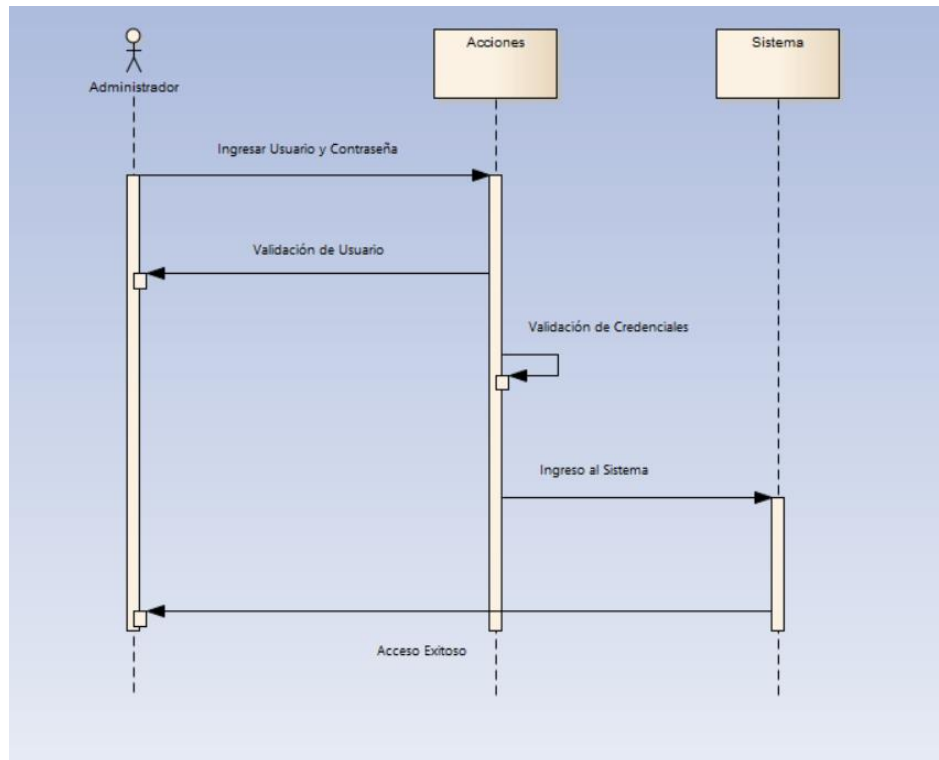 Acciones
Sistema
Administrador
Ingresar Usuario y Contraseña
Validación de Usuario
Validación de Credenciales
Ingreso al Sistema
Acceso Exitoso